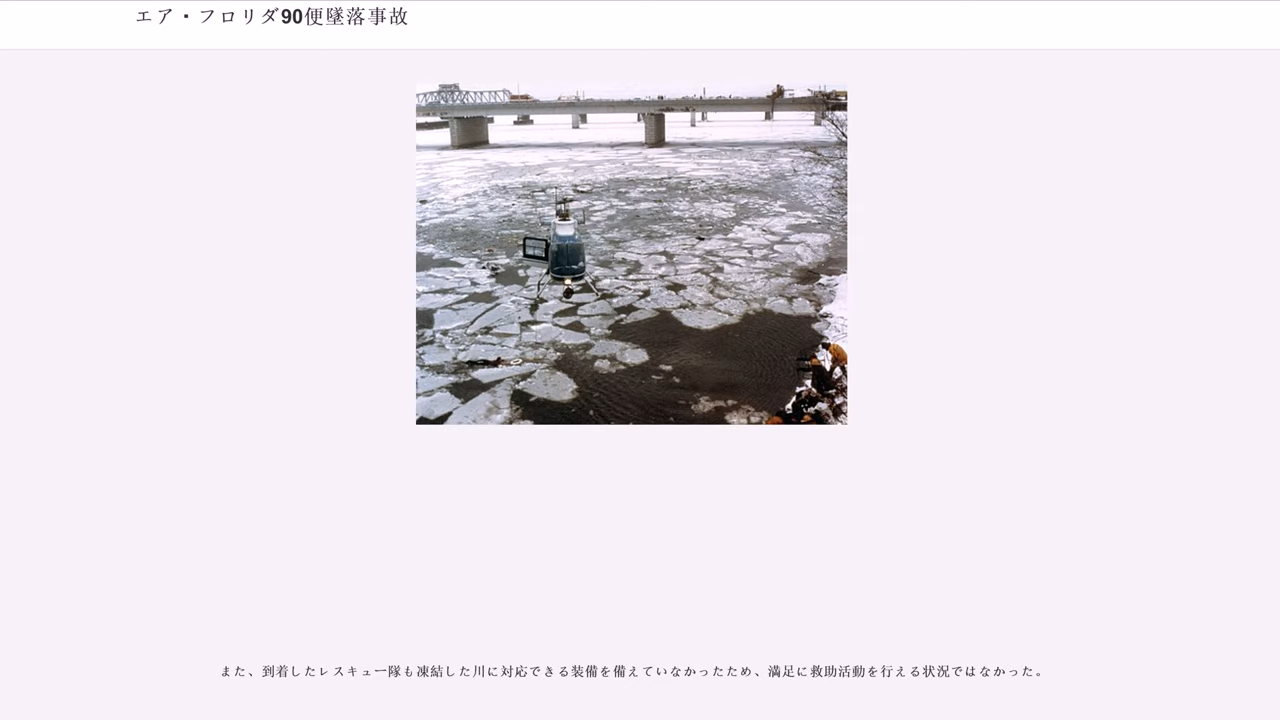 エア・フロリダ90便墜落事故
また、到着したレスキュー隊も凍結した川に対応できる装備を備えていなかったため、満足に救助活動を行える状況ではなかった。